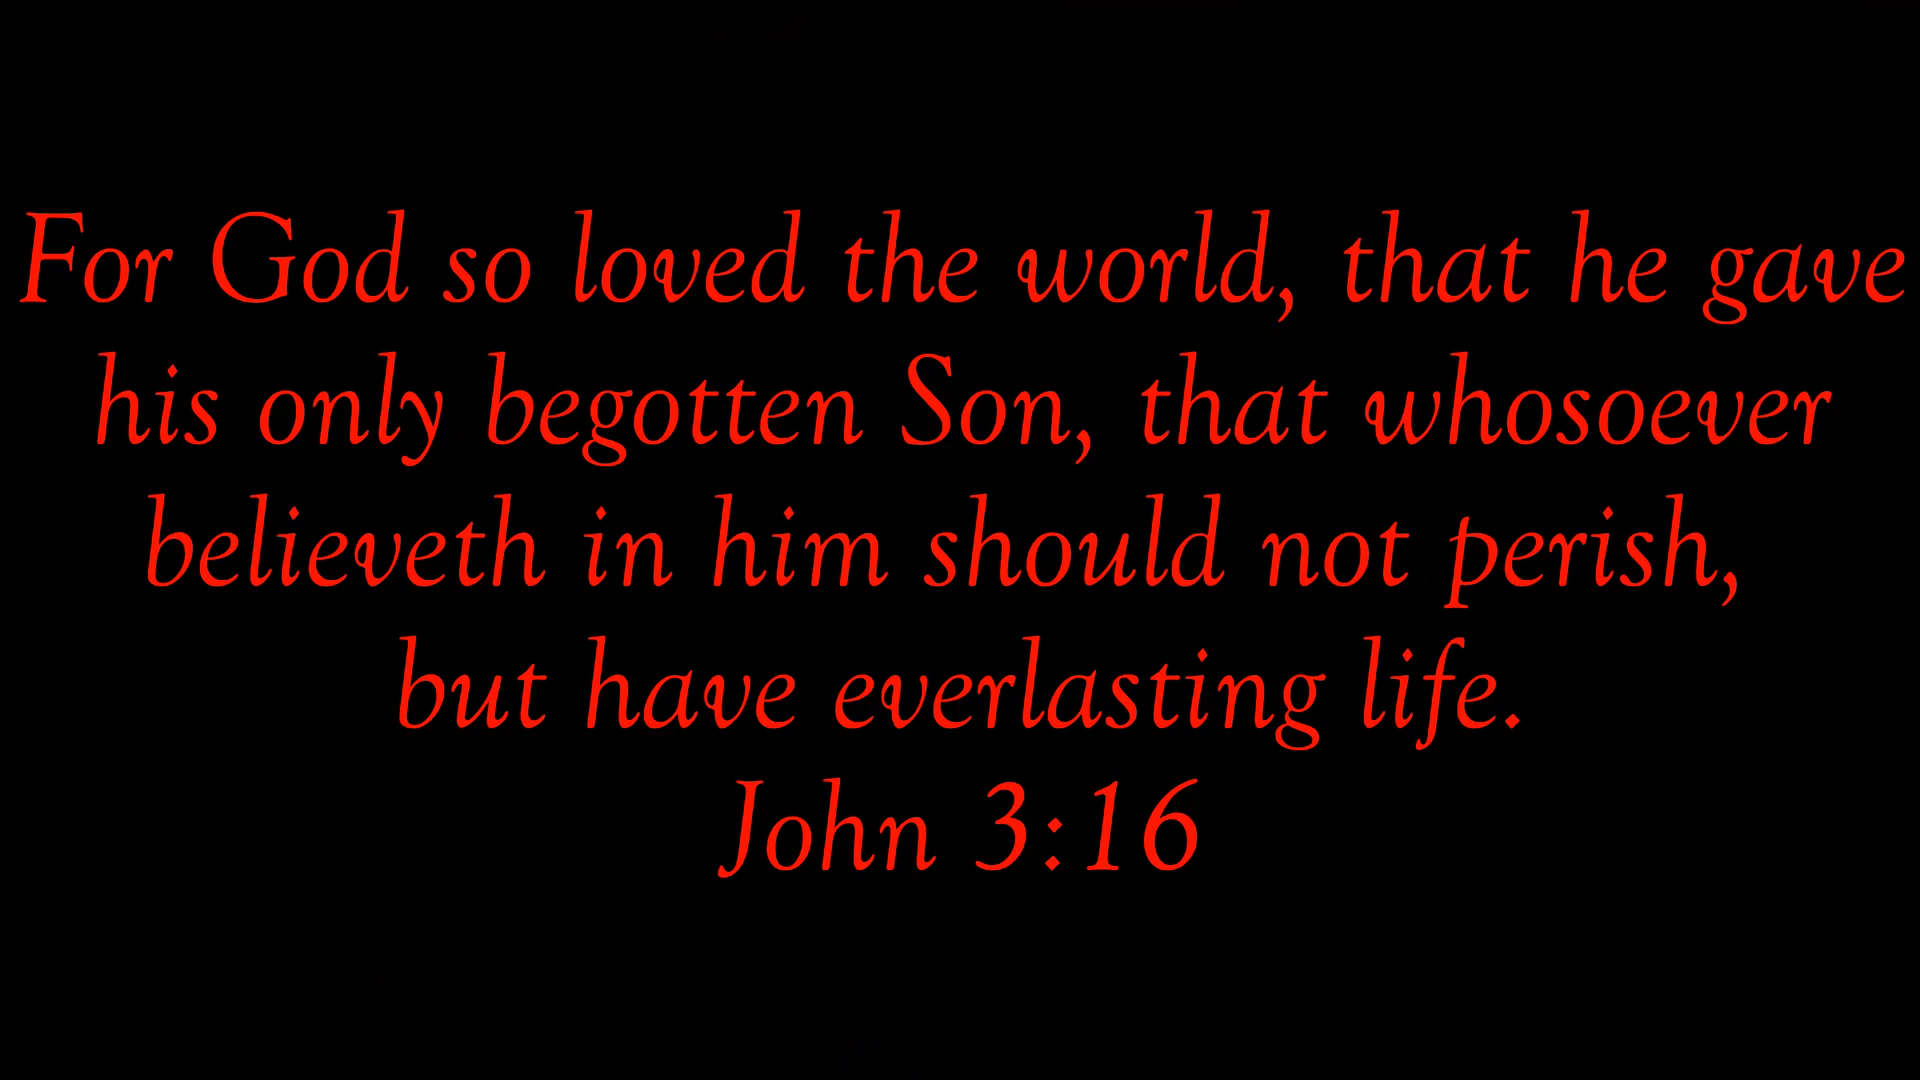 For God so loved the world, that he gave
his only begotten Son, that whosoever
believeth in him should not perish,
but have everlasting life.
John 3:16